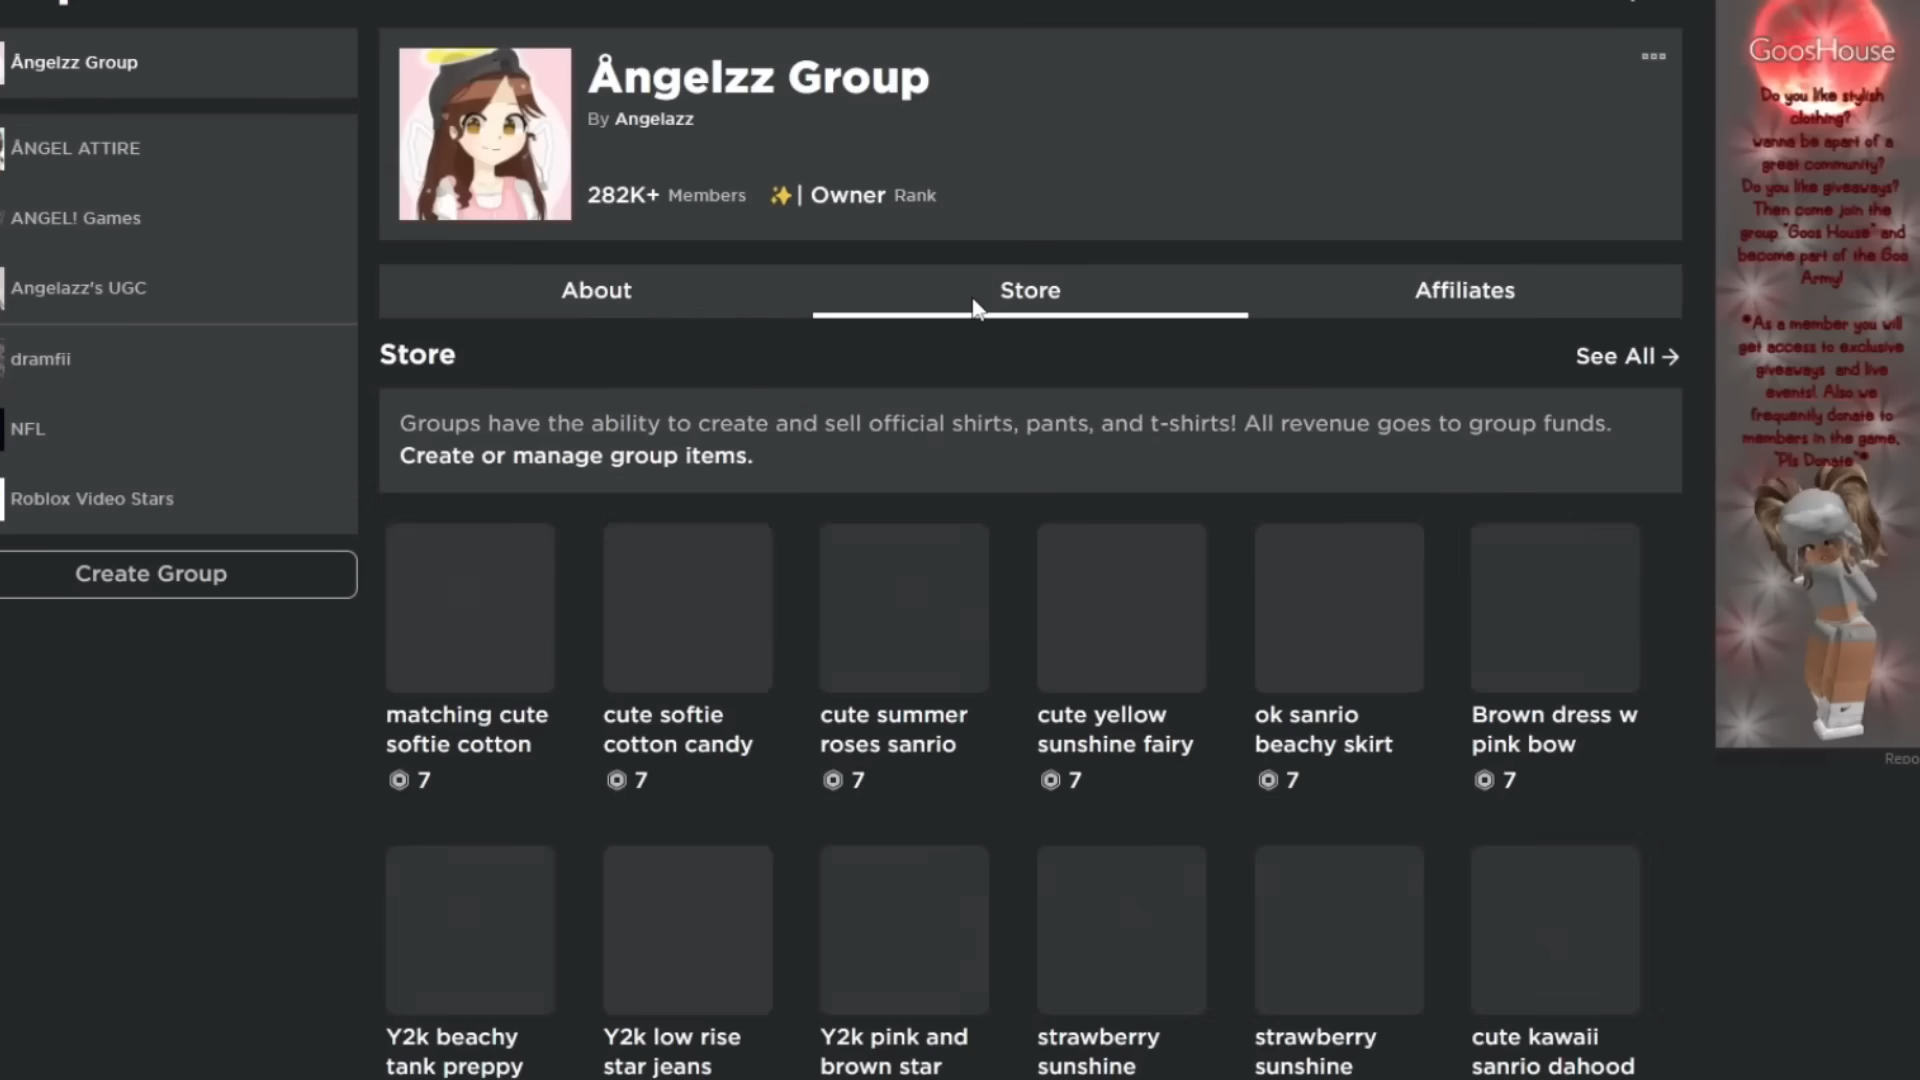 Ångelzz Group
ÅNGEL ATTIRE
ANGEL! Games
Angelazz's UGC
dramfii
NFL
Roblox Video Stars
Create Group
Ångelzz Group
By Angelazz
282K+ Members ✨| Owner Rank
About
Store
Affiliates
Store
See All →
Groups have the ability to create and sell official shirts, pants, and t-shirts! All revenue goes to group funds.
Create or manage group items.
matching cute
softie cotton
7
cute softie
cotton candy
7
cute summer
roses sanrio
7
cute yellow
sunshine fairy
7
ok sanrio
beachy skirt
7
Brown dress w
pink bow
7
Y2k beachy
tank preppy
Y2k low rise
star jeans
Y2k pink and
brown star
strawberry
sunshine
strawberry
sunshine
cute kawaii
sanrio dahood
GoosHouse
Do you like stylish
clothing?
wanna be apart of a
great community?
Do you like giveaways?
Then come join the
group "Goos House" and
become part of the Goo
Army!
*As a member you will
get access to exclusive
giveaways and live
events! Also we
frequently donate to
members in the game,
"Pls Donate"*
Repo